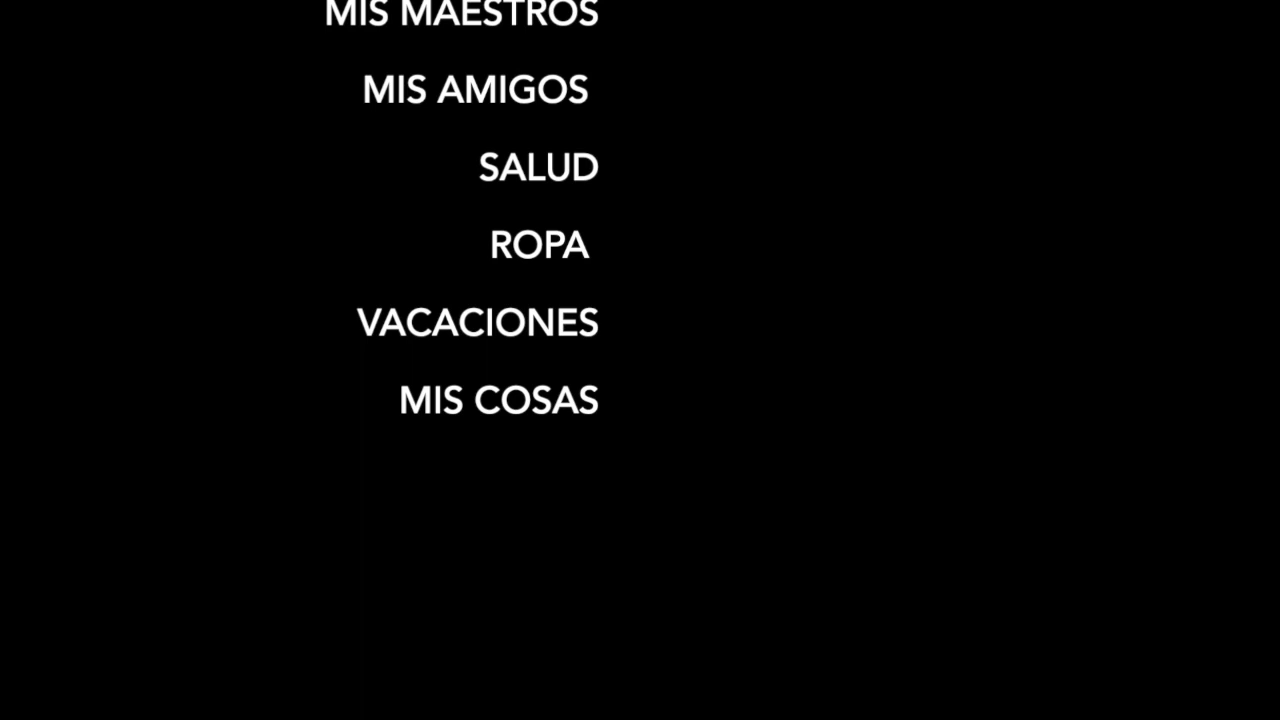 MIS MAESTROS
MIS AMIGOS
SALUD
ROPA
VACACIONES
MIS COSAS